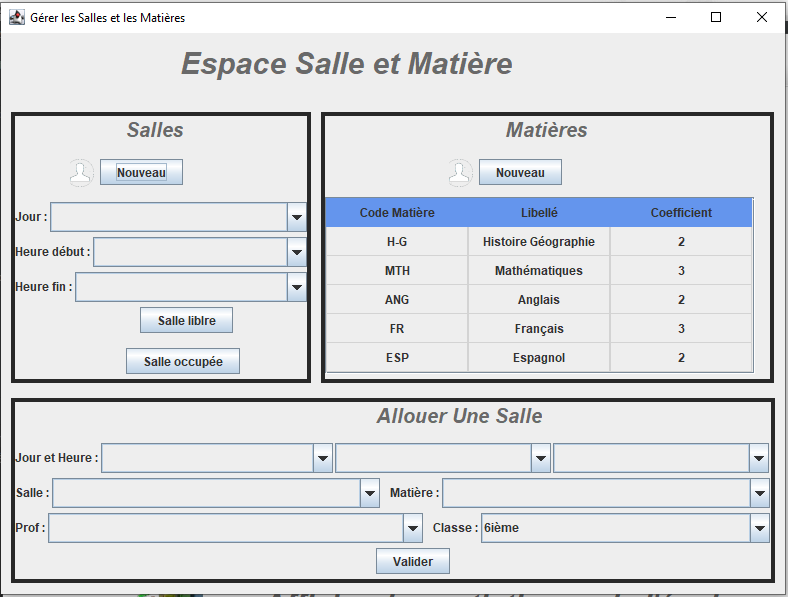 Gérer les Salles et les Matières
Espace Salle et Matière
Salles
Nouveau
Jour :
Heure début :
Heure fin :
Salle liblre
Salle occupée
Matières
Nouveau
Code Matière Libellé Coefficient
H-G Histoire Géographie 2
MTH Mathématiques 3
ANG Anglais 2
FR Français 3
ESP Espagnol 2
Allouer Une Salle
Jour et Heure :
Salle : Matière :
Prof : Classe : 6ième
Valider